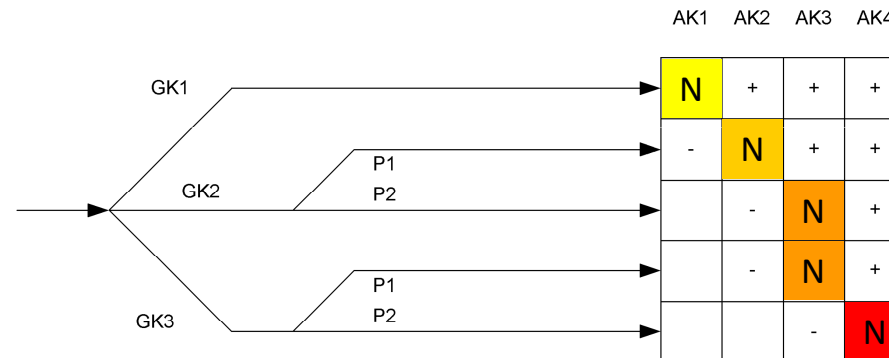 AK1 AK2 AK3 AK4
GK1 N + + +
P1 - N + +
GK2 P2 - N +
P1 - N +
GK3 P2 - N